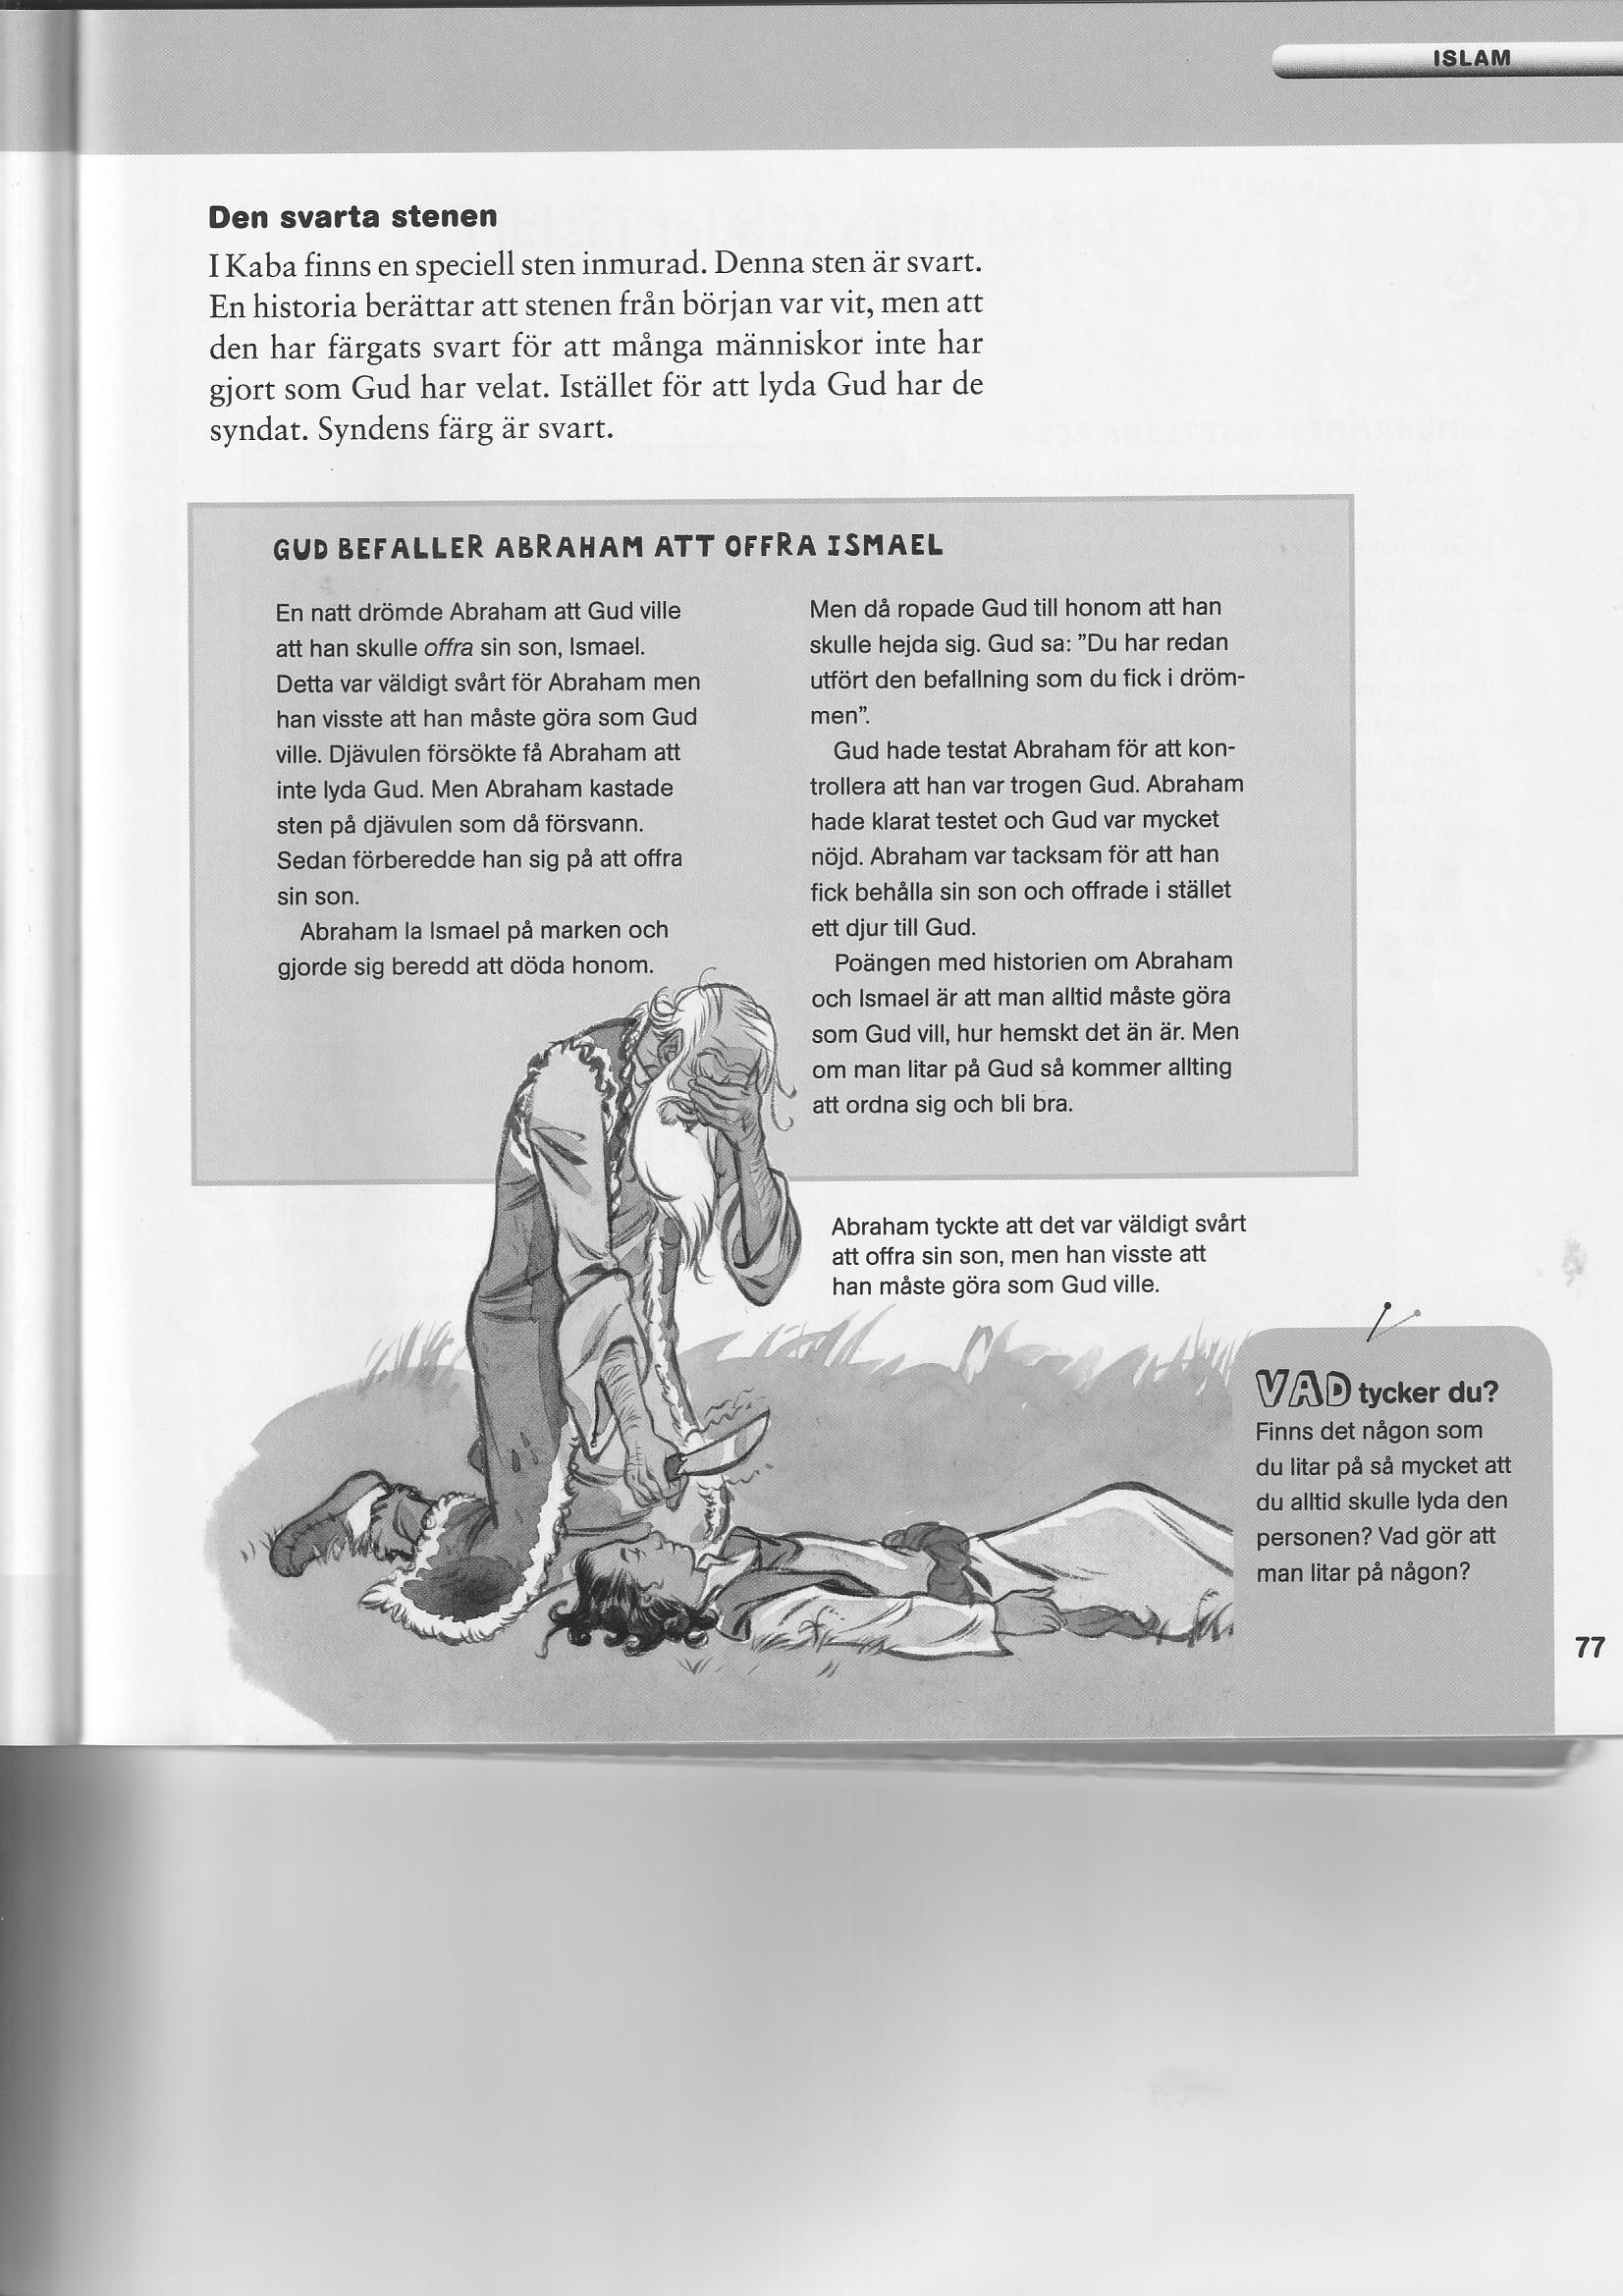 ISLAM
Den svarta stenen
I Kaba finns en speciell sten inmurad. Denna sten är svart.
En historia berättar att stenen från början var vit, men att
den har färgats svart för att många människor inte har
gjort som Gud har velat. Istället för att lyda Gud har de
syndat. Syndens färg är svart.
GUD BEFALLER ABRAHAM ATT OFFRA ISMAEL
En natt drömde Abraham att Gud ville
att han skulle offra sin son, Ismael.
Detta var väldigt svårt för Abraham men
han visste att han måste göra som Gud
ville. Djävulen försökte få Abraham att
inte lyda Gud. Men Abraham kastade
sten på djävulen som då försvann.
Sedan förberedde han sig på att offra
sin son.
Abraham la Ismael på marken och
gjorde sig beredd att döda honom.
Men då ropade Gud till honom att han
skulle hejda sig. Gud sa: ”Du har redan
utfört den befallning som du fick i dröm-
men”.
Gud hade testat Abraham för att kon-
trollera att han var trogen Gud. Abraham
hade klarat testet och Gud var mycket
nöjd. Abraham var tacksam för att han
fick behålla sin son och offrade i stället
ett djur till Gud.
Poängen med historien om Abraham
och Ismael är att man alltid måste göra
som Gud vill, hur hemskt det än är. Men
om man litar på Gud så kommer allting
att ordna sig och bli bra.
Abraham tyckte att det var väldigt svårt
att offra sin son, men han visste att
han måste göra som Gud ville.
VAD tycker du?
Finns det någon som
du litar på så mycket att
du alltid skulle lyda den
personen? Vad gör att
man litar på någon?
77